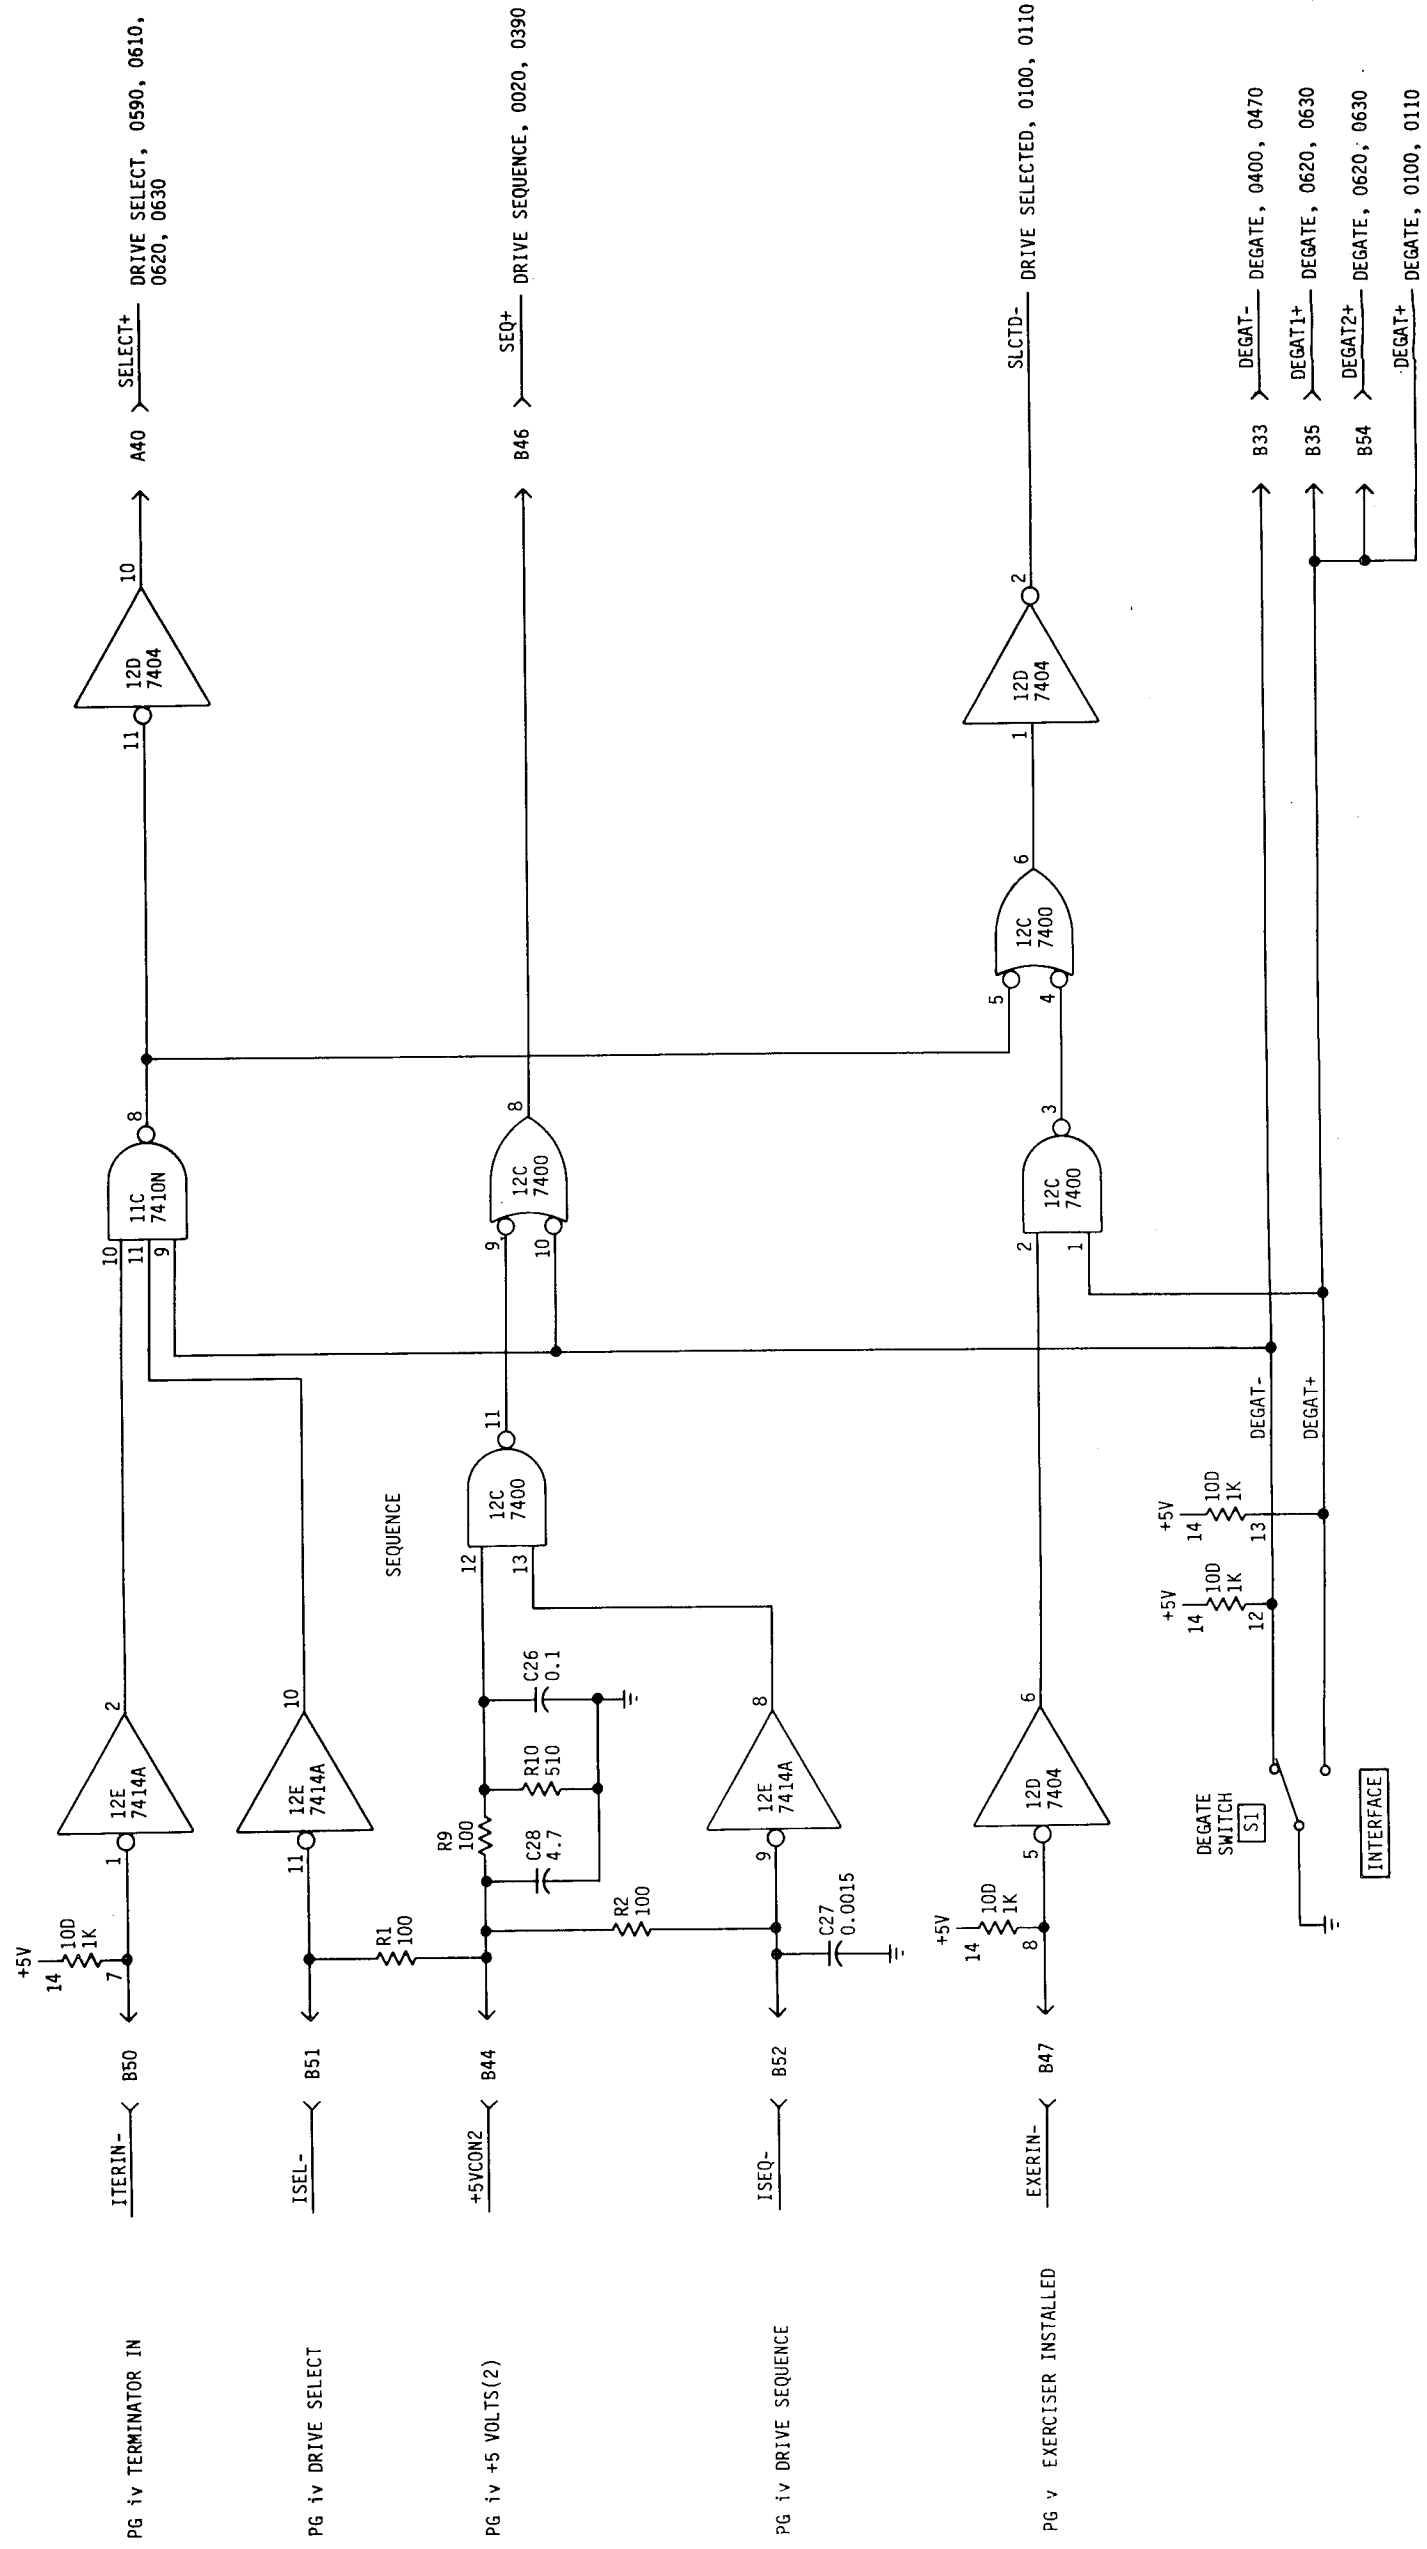 PG iv TERMINATOR IN
ITERIN-
B50
+5V
14
10D
1K
7
1
12E
7414A
2
10
11
9
11C
7410N
8
11
12D
7404
10
A40
SELECT+
DRIVE SELECT, 0590, 0610,
0620, 0630
PG iv DRIVE SELECT
ISEL-
B51
R1
100
11
12E
7414A
10
PG iv +5 VOLTS(2)
+5VCON2
B44
C28
4.7
R9
100
R10
510
C26
0.1
SEQUENCE
12
13
12C
7400
11
9
10
12C
7400
8
B46
SEQ+
DRIVE SEQUENCE, 0020, 0390
PG iv DRIVE SEQUENCE
ISEQ-
B52
R2
100
C27
0.0015
9
12E
7414A
8
PG v EXERCISER INSTALLED
EXERIN-
B47
+5V
14
10D
1K
8
5
12D
7404
6
2
1
12C
7400
3
5
4
12C
7400
6
1
12D
7404
2
SLCTD-
DRIVE SELECTED, 0100, 0110
DEGATE
SWITCH
S1
INTERFACE
+5V
14
10D
1K
12
+5V
14
10D
1K
13
DEGAT-
DEGAT+
B33
DEGAT-
DEGATE, 0400, 0470
B35
DEGAT1+
DEGATE, 0620, 0630
B54
DEGAT2+
DEGATE, 0620, 0630
DEGAT+
DEGATE, 0100, 0110